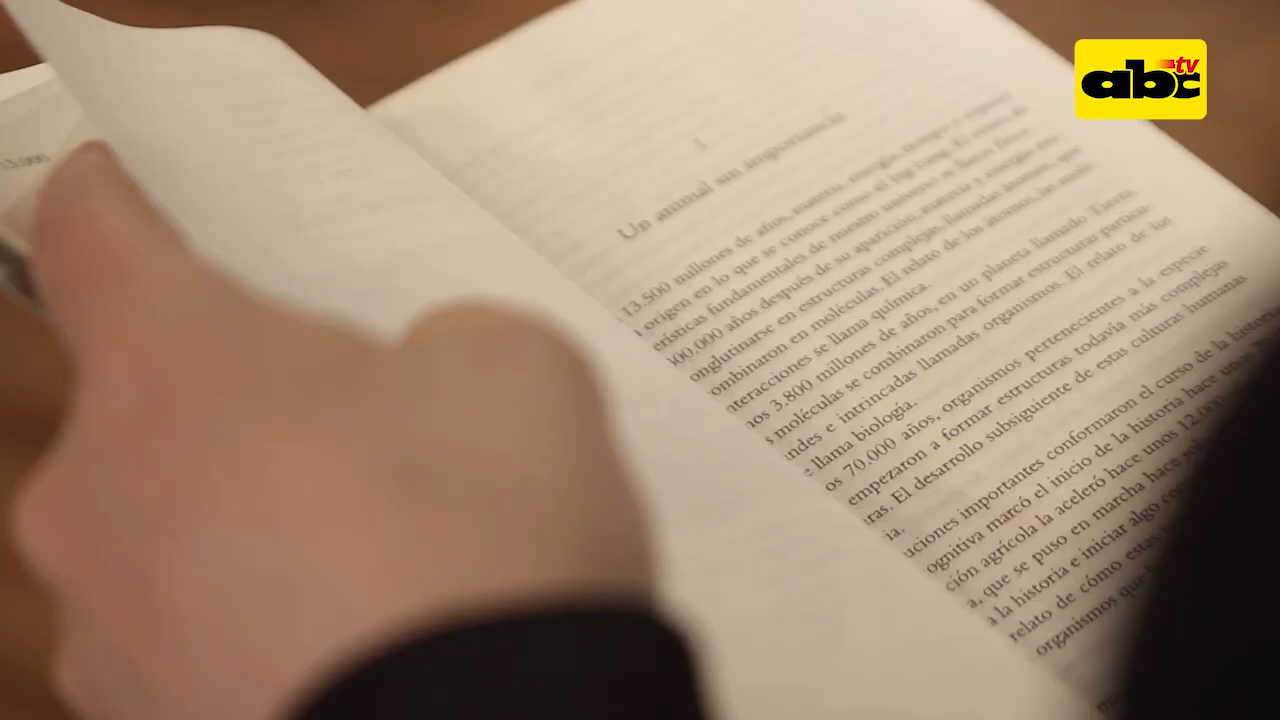 abc tv
13.000
1
Un animal sin importancia
13.500 millones de años, materia, energía, tiempo y
origen en lo que se conoce como el big bang. El relato de
erísticas fundamentales de nuestro universo se llama física.
00.000 años después de su aparición, materia y energía
onglutinarse en estructuras complejas, llamadas átomos, que
ombinaron en moléculas. El relato de los átomos, las
nteracciones se llama química.
nos 3.800 millones de años, en un planeta llamado Tierra,
s moléculas se combinaron para formar estructuras particu-
ndes e intrincadas llamadas organismos. El relato de los
e llama biología.
os 70.000 años, organismos pertenecientes a la especie
empezaron a formar estructuras todavía más complejas
ras. El desarrollo subsiguiente de estas culturas humanas
ia.
uciones importantes conformaron el curso de la historia
ognitiva marcó el inicio de la historia hace un
ción agrícola la aceleró hace unos 12.000
a, que se puso en marcha hace
a la historia e iniciar algo
relato de cómo estas
organismos que